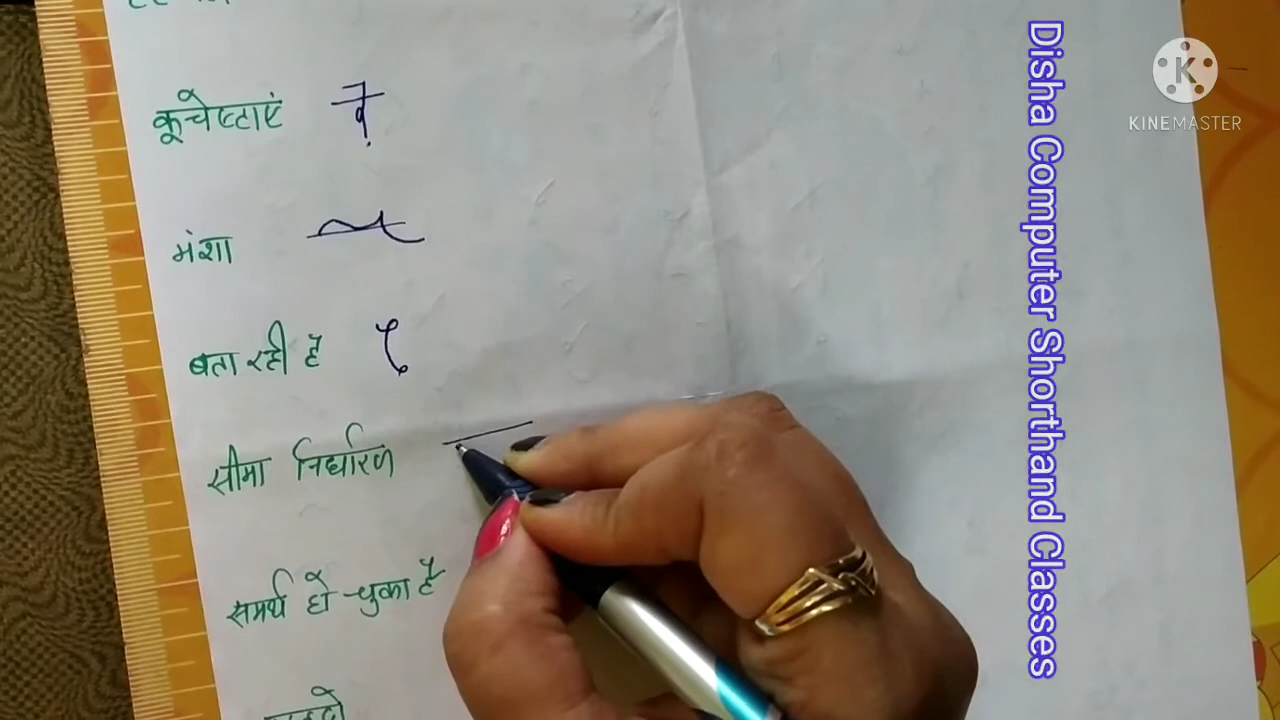 कूचेष्टाएं
मंशा
बता रही है
सीमा निर्धारण
समर्थ हो चुका है
Disha Computer Shorthand Classes
K
KINEMASTER